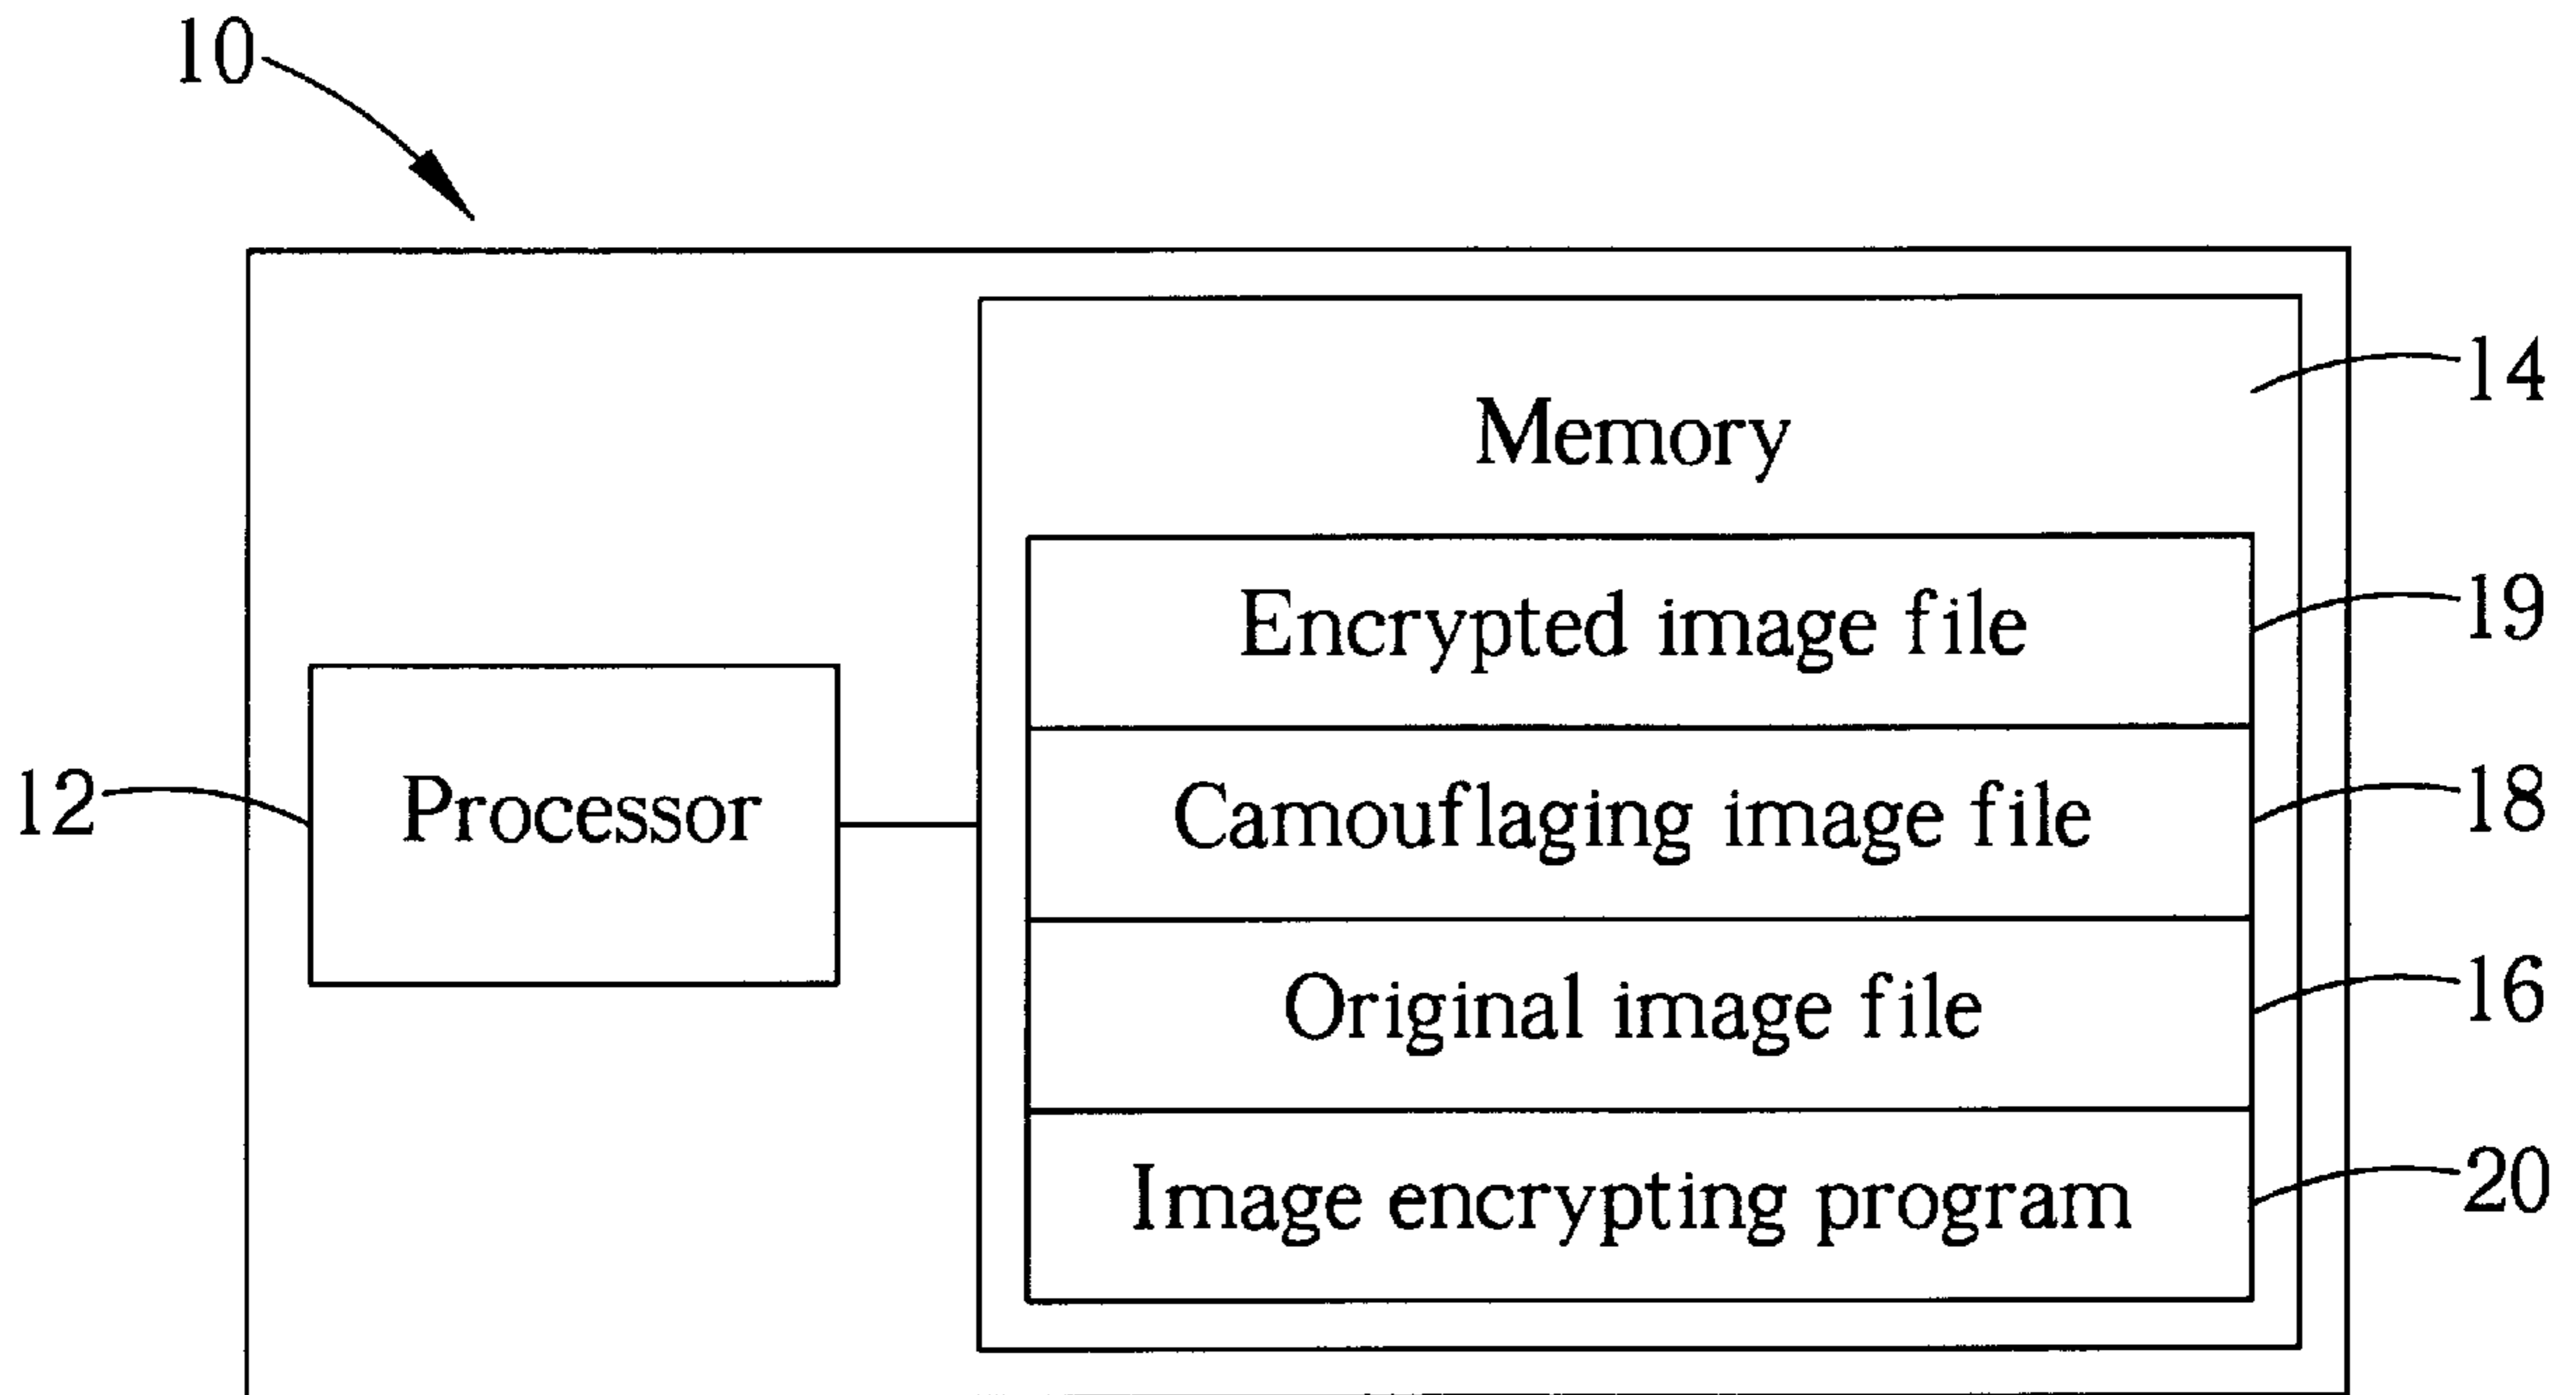 10
14
Memory
Encrypted image file
19
12
Processor
Camouflaging image file
18
Original image file
16
Image encrypting program
20